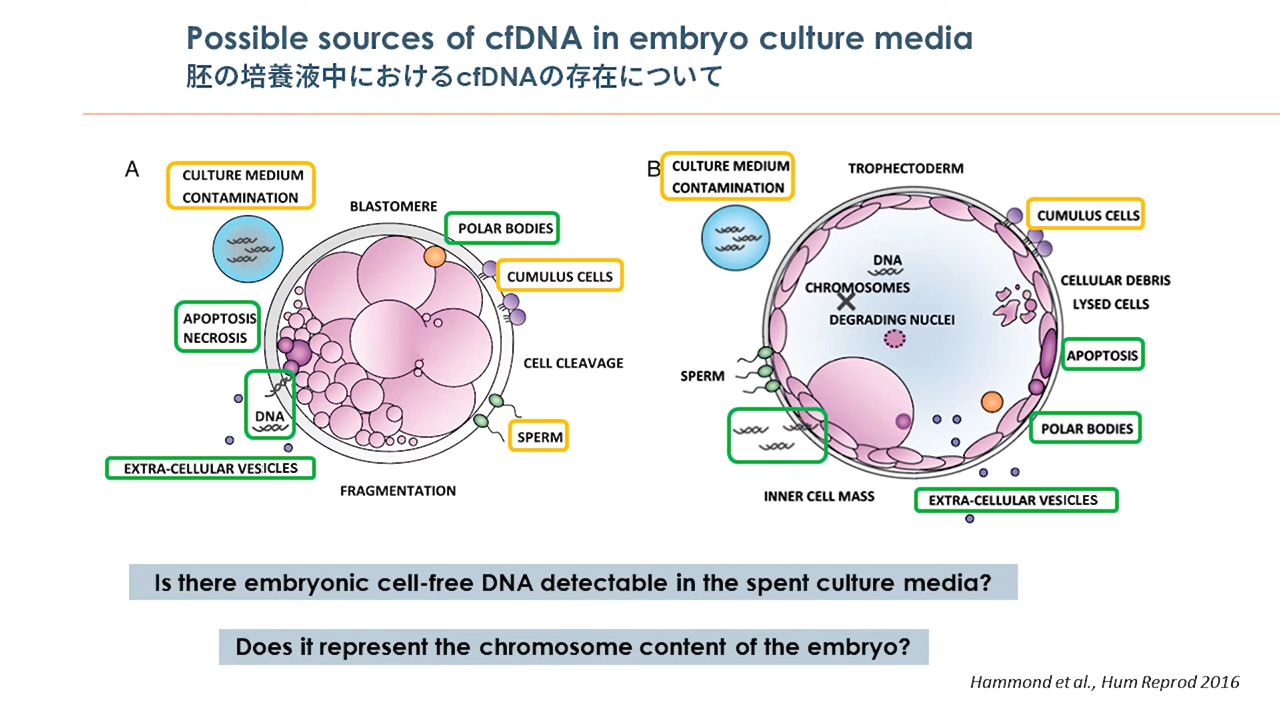 Possible sources of cfDNA in embryo culture media
胚の培養液中におけるcfDNAの存在について
A
CULTURE MEDIUM
CONTAMINATION
BLASTOMERE
POLAR BODIES
CUMULUS CELLS
APOPTOSIS
NECROSIS
CELL CLEAVAGE
DNA
SPERM
EXTRA-CELLULAR VESICLES
FRAGMENTATION
B
CULTURE MEDIUM
CONTAMINATION
TROPHECTODERM
CUMULUS CELLS
DNA
CHROMOSOMES
CELLULAR DEBRIS
LYSED CELLS
DEGRADING NUCLEI
APOPTOSIS
SPERM
POLAR BODIES
INNER CELL MASS
EXTRA-CELLULAR VESICLES
Is there embryonic cell-free DNA detectable in the spent culture media?
Does it represent the chromosome content of the embryo?
Hammond et al., Hum Reprod 2016